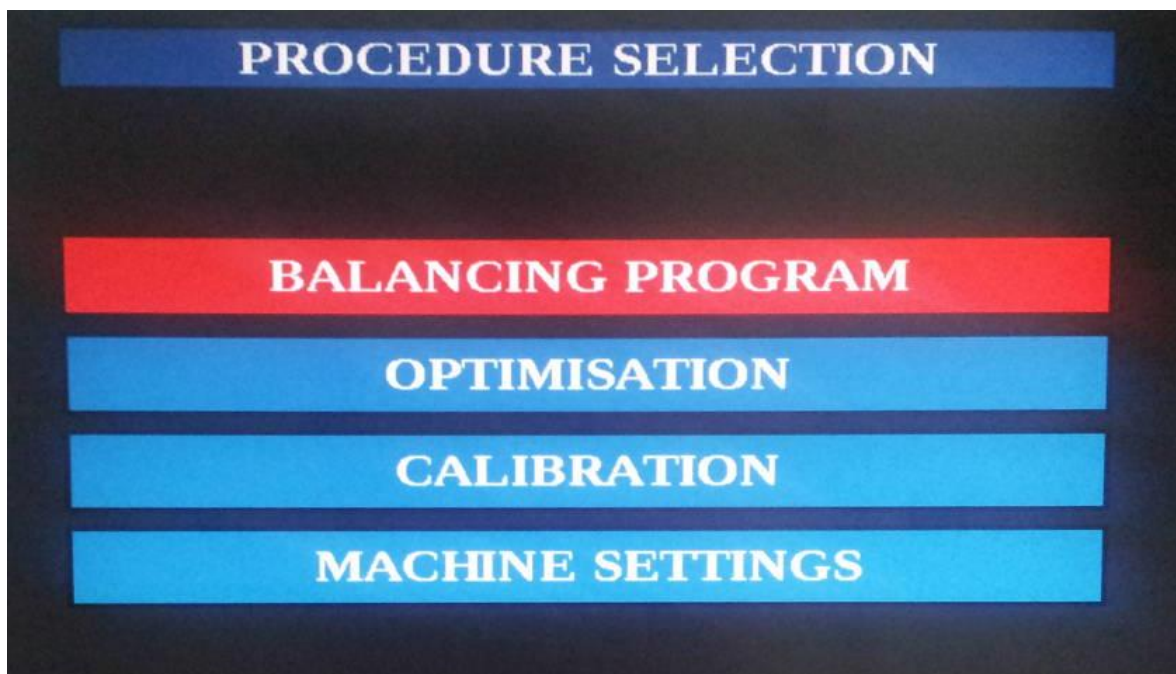 PROCEDURE SELECTION
BALANCING PROGRAM
OPTIMISATION
CALIBRATION
MACHINE SETTINGS